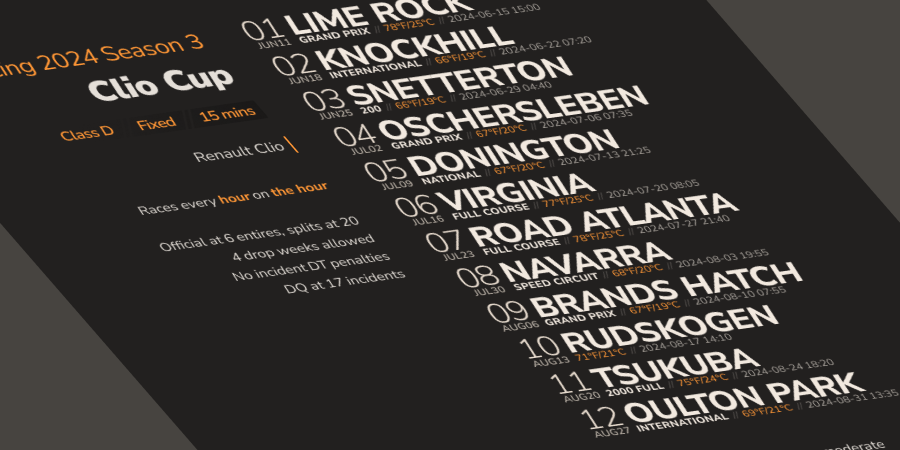 2024 Season 3
Clio Cup
Class D Fixed 15 mins
Renault Clio
Races every hour on the hour
Official at 6 entires, splits at 20
4 drop weeks allowed
No incident DT penalties
DQ at 17 incidents
01 LIME ROCK
JUN11 GRAND PRIX // 78°F/25°C // 2024-06-15 15:00
02 KNOCKHILL
JUN18 INTERNATIONAL // 66°F/19°C // 2024-06-22 07:20
03 SNETTERTON
JUN25 200 // 66°F/19°C // 2024-06-29 04:40
04 OSCHERSLEBEN
JUL02 GRAND PRIX // 67°F/20°C // 2024-07-06 07:35
05 DONINGTON
JUL09 NATIONAL // 67°F/20°C // 2024-07-13 21:25
06 VIRGINIA
JUL16 FULL COURSE // 77°F/25°C // 2024-07-20 08:05
07 ROAD ATLANTA
JUL23 FULL COURSE // 78°F/25°C // 2024-07-27 21:40
08 NAVARRA
JUL30 SPEED CIRCUIT // 68°F/20°C // 2024-08-03 19:55
09 BRANDS HATCH
AUG06 GRAND PRIX // 67°F/19°C // 2024-08-10 07:55
10 RUDSKOGEN
AUG13 71°F/21°C // 2024-08-17 14:10
11 TSUKUBA
AUG20 2000 FULL // 75°F/24°C // 2024-08-24 18:20
12 OULTON PARK
AUG27 INTERNATIONAL // 69°F/21°C // 2024-08-31 13:35